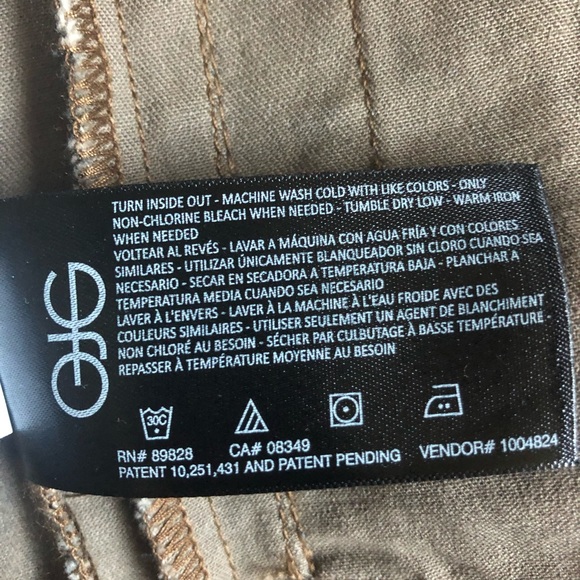 TURN INSIDE OUT - MACHINE WASH COLD WITH LIKE COLORS - ONLY
NON-CHLORINE BLEACH WHEN NEEDED - TUMBLE DRY LOW - WARM IRON
WHEN NEEDED
VOLTEAR AL REVÉS - LAVAR A MÁQUINA CON AGUA FRÍA Y CON COLORES
SIMILARES - UTILIZAR ÚNICAMENTE BLANQUEADOR SIN CLORO CUANDO SEA
NECESARIO - SECAR EN SECADORA A TEMPERATURA BAJA - PLANCHAR A
TEMPERATURA MEDIA CUANDO SEA NECESARIO
LAVER À L'ENVERS - LAVER À LA MACHINE À L'EAU FROIDE AVEC DES
COULEURS SIMILAIRES - UTILISER SEULEMENT UN AGENT DE BLANCHIMENT
NON CHLORÉ AU BESOIN - SÉCHER PAR CULBUTAGE À BASSE TEMPÉRATURE -
REPASSER À TEMPÉRATURE MOYENNE AU BESOIN
30C
RN# 89828 CA# 08349 VENDOR# 1004824
PATENT 10,251,431 AND PATENT PENDING